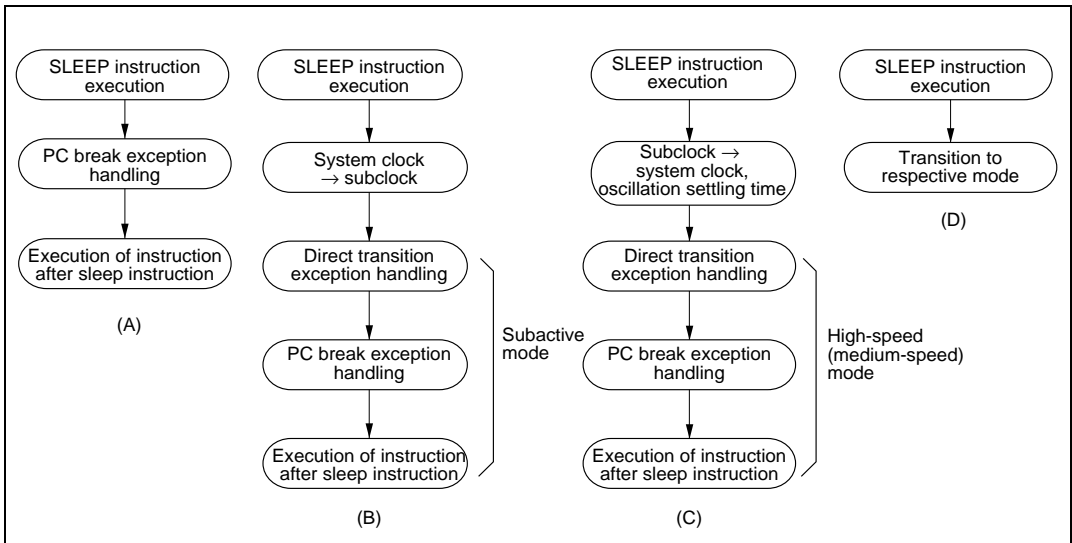 SLEEP instruction
execution
PC break exception
handling
Execution of instruction
after sleep instruction
(A)
SLEEP instruction
execution
System clock
→ subclock
Direct transition
exception handling
PC break exception
handling
Execution of instruction
after sleep instruction
Subactive
mode
(B)
SLEEP instruction
execution
Subclock →
system clock,
oscillation settling time
Direct transition
exception handling
PC break exception
handling
Execution of instruction
after sleep instruction
High-speed
(medium-speed)
mode
(C)
SLEEP instruction
execution
Transition to
respective mode
(D)